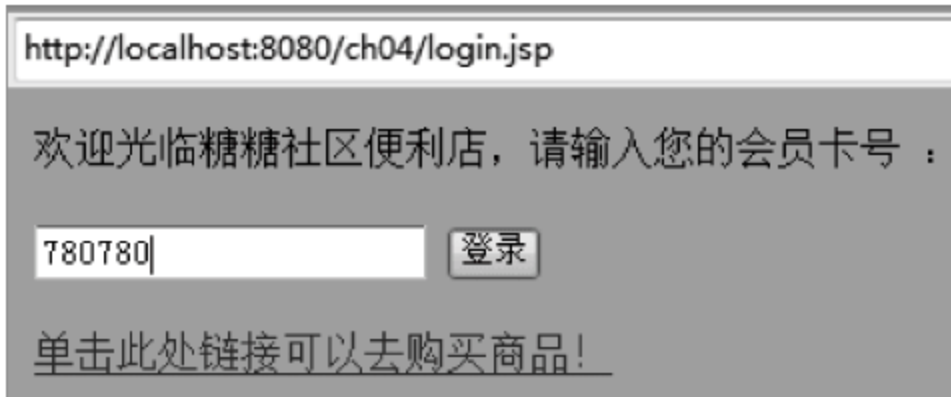 http://localhost:8080/ch04/login.jsp
欢迎光临糖糖社区便利店，请输入您的会员卡号 ：
780780 登录
单击此处链接可以去购买商品！